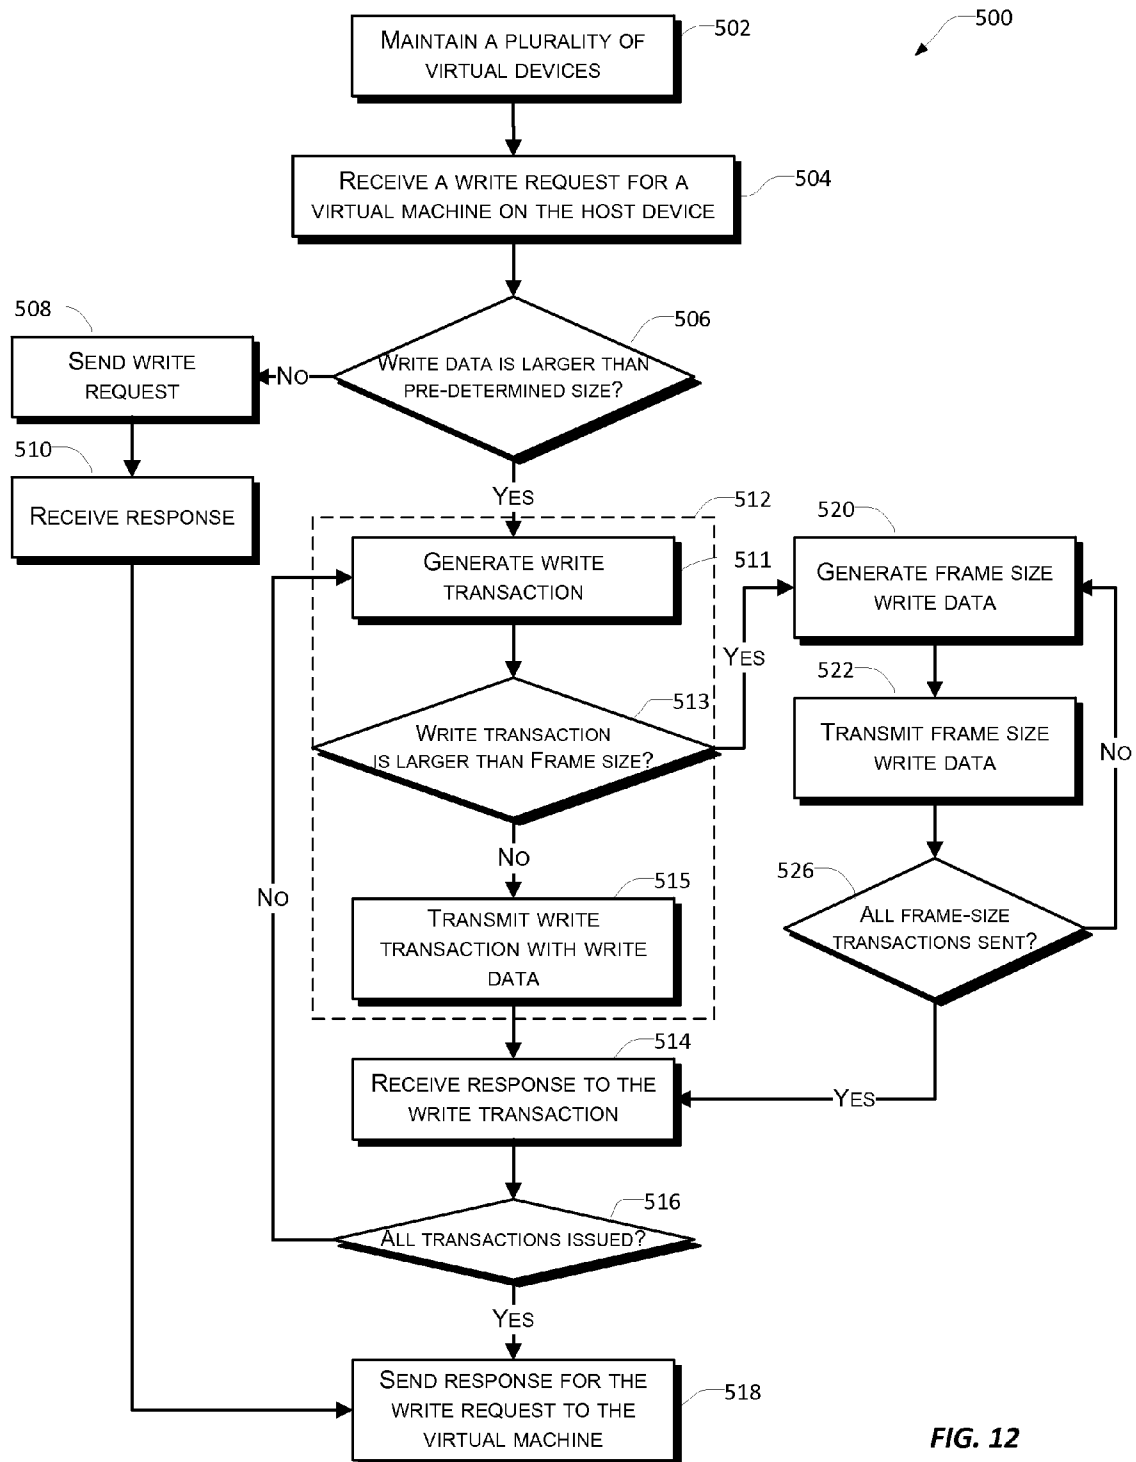 500
502
MAINTAIN A PLURALITY OF
VIRTUAL DEVICES
504
RECEIVE A WRITE REQUEST FOR A
VIRTUAL MACHINE ON THE HOST DEVICE
506
WRITE DATA IS LARGER THAN
PRE-DETERMINED SIZE?
NO
508
SEND WRITE
REQUEST
510
RECEIVE RESPONSE
YES
512
511
GENERATE WRITE
TRANSACTION
513
WRITE TRANSACTION
IS LARGER THAN FRAME SIZE?
YES
520
GENERATE FRAME SIZE
WRITE DATA
522
TRANSMIT FRAME SIZE
WRITE DATA
NO
526
ALL FRAME-SIZE
TRANSACTIONS SENT?
YES
NO
515
TRANSMIT WRITE
TRANSACTION WITH WRITE
DATA
514
RECEIVE RESPONSE TO THE
WRITE TRANSACTION
NO
516
ALL TRANSACTIONS ISSUED?
YES
SEND RESPONSE FOR THE
WRITE REQUEST TO THE
VIRTUAL MACHINE
518
FIG. 12